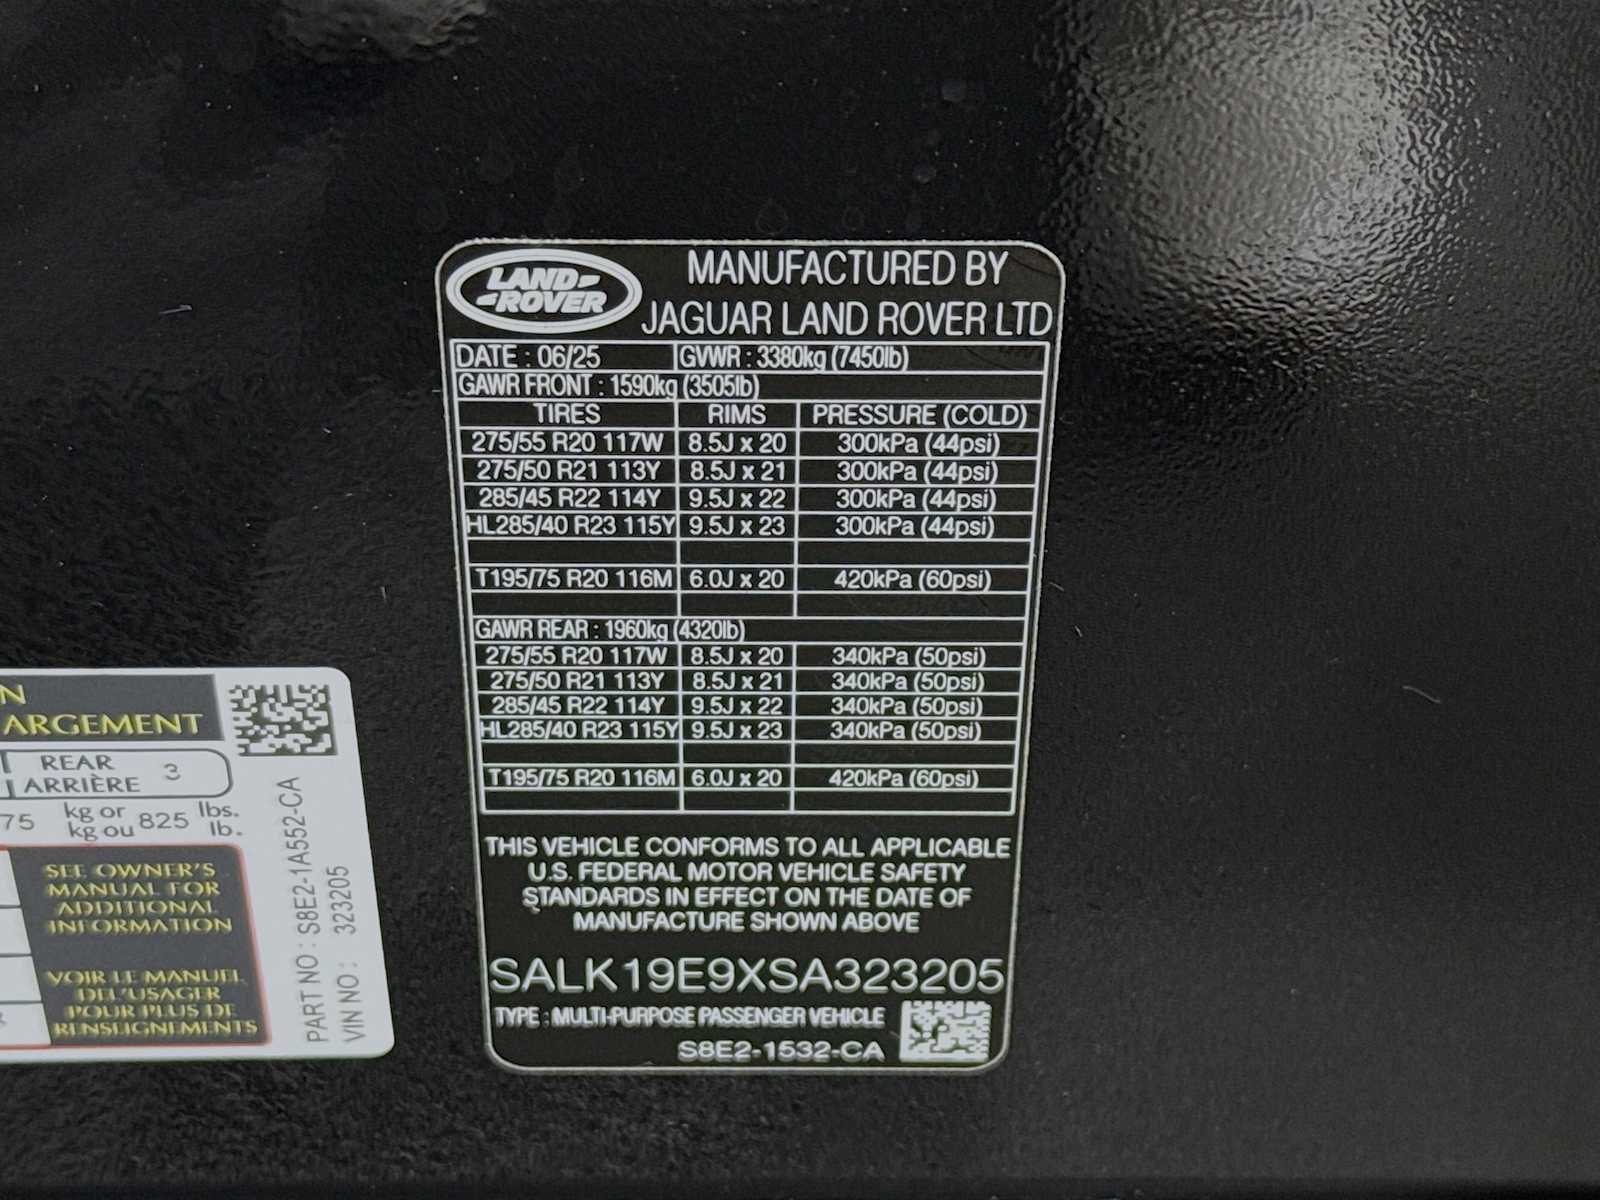 LAND ROVER
MANUFACTURED BY
JAGUAR LAND ROVER LTD
DATE : 06/25 GVWR : 3380kg (7450lb)
GAWR FRONT : 1590kg (3505lb)
TIRES RIMS PRESSURE (COLD)
275/55 R20 117W 8.5J x 20 300kPa (44psi)
275/50 R21 113Y 8.5J x 21 300kPa (44psi)
285/45 R22 114Y 9.5J x 22 300kPa (44psi)
HL285/40 R23 115Y 9.5J x 23 300kPa (44psi)
T195/75 R20 116M 6.0J x 20 420kPa (60psi)
GAWR REAR : 1960kg (4320lb)
275/55 R20 117W 8.5J x 20 340kPa (50psi)
275/50 R21 113Y 8.5J x 21 340kPa (50psi)
285/45 R22 114Y 9.5J x 22 340kPa (50psi)
HL285/40 R23 115Y 9.5J x 23 340kPa (50psi)
T195/75 R20 116M 6.0J x 20 420kPa (60psi)
THIS VEHICLE CONFORMS TO ALL APPLICABLE
U.S. FEDERAL MOTOR VEHICLE SAFETY
STANDARDS IN EFFECT ON THE DATE OF
MANUFACTURE SHOWN ABOVE
SALK19E9XSA323205
TYPE : MULTI-PURPOSE PASSENGER VEHICLE
S8E2-1532-CA
N
ARGEMENT
REAR
ARRIÈRE 3
75 kg or 825 lbs.
kg ou lb.
SEE OWNER'S
MANUAL FOR
ADDITIONAL
INFORMATION
VOIR LE MANUEL
DEL'USAGER
POUR PLUS DE
RENSEIGNEMENTS
PART NO : S8E2-1A552-CA
VIN NO : 323205